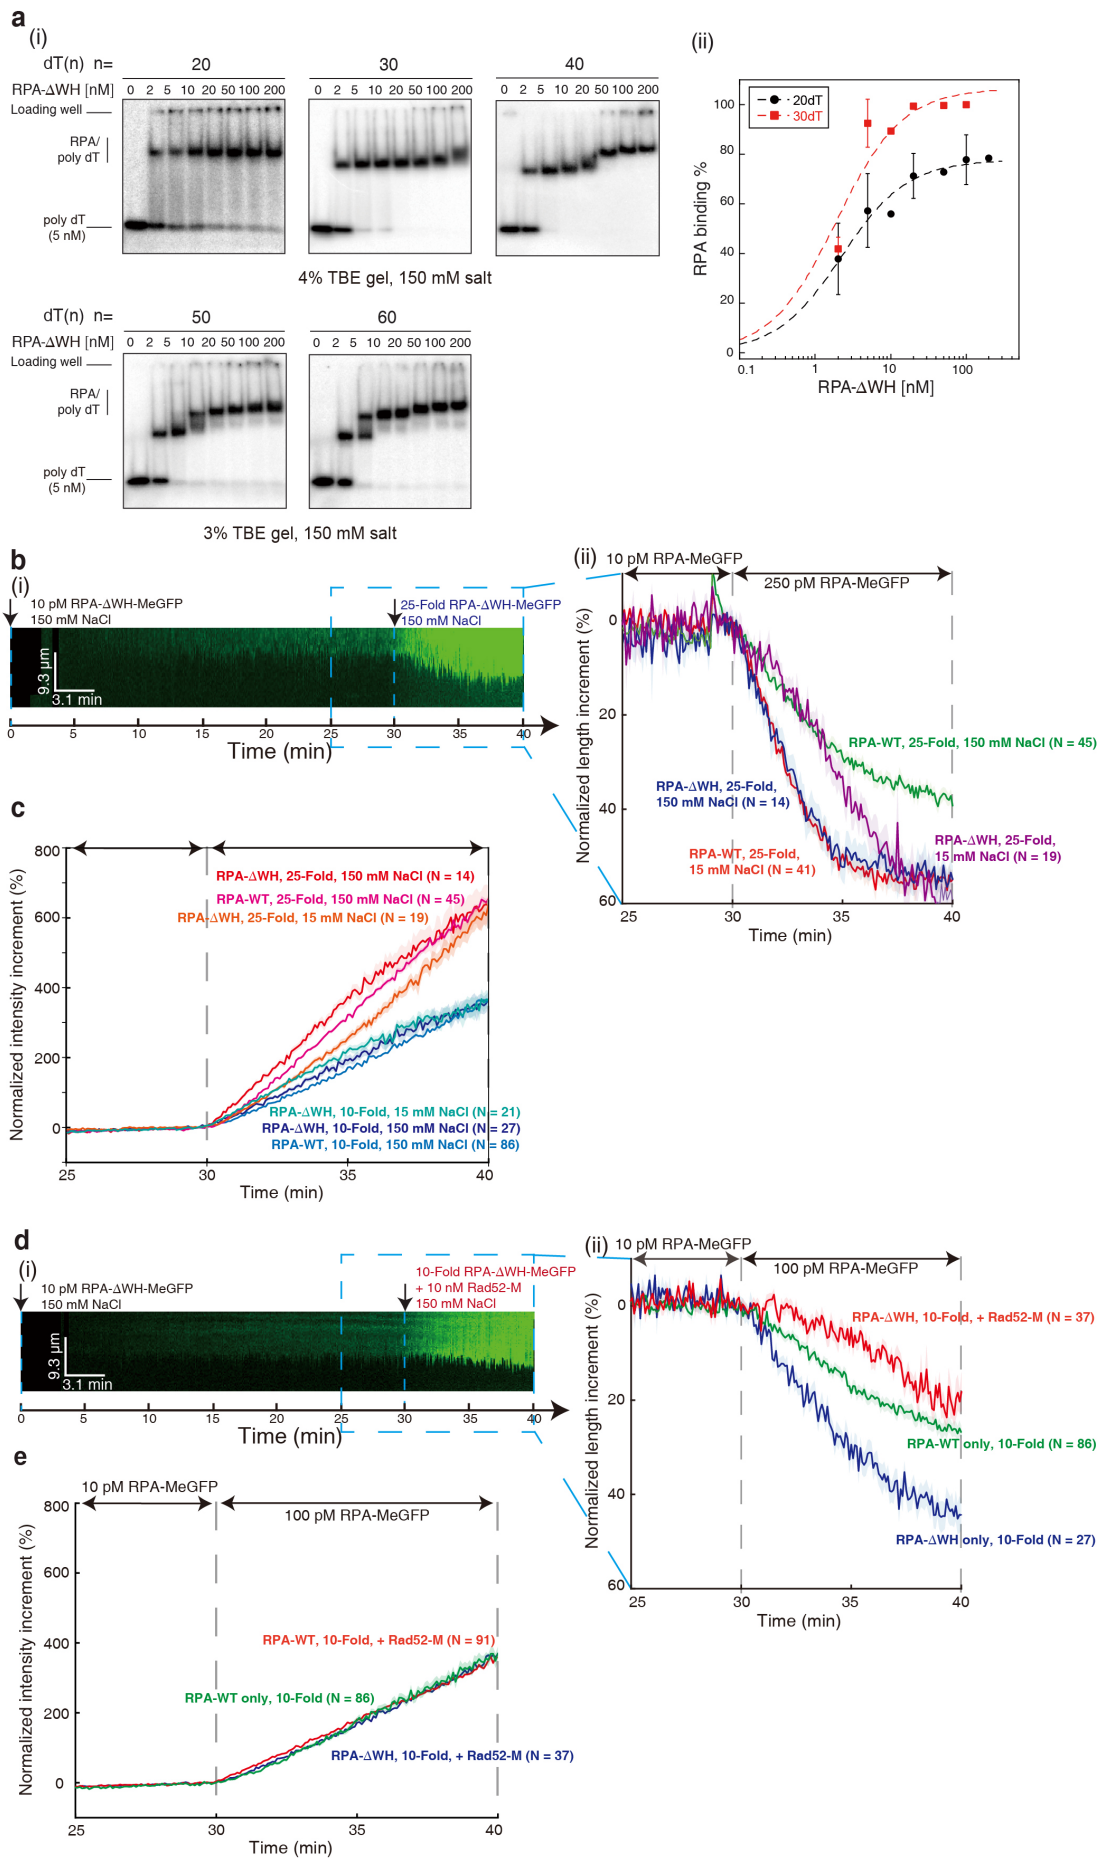 a
(i)
dT(n) n= 20 30 40
RPA-ΔWH [nM] 0 2 5 10 20 50 100 200 0 2 5 10 20 50 100 200 0 2 5 10 20 50 100 200
Loading well
RPA/
poly dT
poly dT
(5 nM)
4% TBE gel, 150 mM salt
dT(n) n= 50 60
RPA-ΔWH [nM] 0 2 5 10 20 50 100 200 0 2 5 10 20 50 100 200
Loading well
RPA/
poly dT
poly dT
(5 nM)
3% TBE gel, 150 mM salt
(ii)
20dT
30dT
RPA binding %
100
80
60
40
20
0
0.1 1 10 100
RPA-ΔWH [nM]
b
(i)
10 pM RPA-ΔWH-MeGFP
150 mM NaCl
25-Fold RPA-ΔWH-MeGFP
150 mM NaCl
9.3 µm
3.1 min
0 5 10 15 20 25 30 35 40
Time (min)
(ii)
10 pM RPA-MeGFP
250 pM RPA-MeGFP
Normalized length increment (%)
0
20
40
60
RPA-WT, 25-Fold, 150 mM NaCl (N = 45)
RPA-ΔWH, 25-Fold,
150 mM NaCl (N = 14)
RPA-ΔWH, 25-Fold,
15 mM NaCl (N = 19)
RPA-WT, 25-Fold,
15 mM NaCl (N = 41)
25 30 35 40
Time (min)
c
Normalized intensity increment (%)
800
600
400
200
0
RPA-ΔWH, 25-Fold, 150 mM NaCl (N = 14)
RPA-WT, 25-Fold, 150 mM NaCl (N = 45)
RPA-ΔWH, 25-Fold, 15 mM NaCl (N = 19)
RPA-ΔWH, 10-Fold, 15 mM NaCl (N = 21)
RPA-ΔWH, 10-Fold, 150 mM NaCl (N = 27)
RPA-WT, 10-Fold, 150 mM NaCl (N = 86)
25 30 35 40
Time (min)
d
(i)
10 pM RPA-ΔWH-MeGFP
150 mM NaCl
10-Fold RPA-ΔWH-MeGFP
+ 10 nM Rad52-M
150 mM NaCl
9.3 µm
3.1 min
0 5 10 15 20 25 30 35 40
Time (min)
(ii)
10 pM RPA-MeGFP
100 pM RPA-MeGFP
Normalized length increment (%)
0
20
40
60
RPA-ΔWH, 10-Fold, + Rad52-M (N = 37)
RPA-WT only, 10-Fold (N = 86)
RPA-ΔWH only, 10-Fold (N = 27)
25 30 35 40
Time (min)
e
10 pM RPA-MeGFP
100 pM RPA-MeGFP
Normalized intensity increment (%)
800
600
400
200
0
RPA-WT, 10-Fold, + Rad52-M (N = 91)
RPA-WT only, 10-Fold (N = 86)
RPA-ΔWH, 10-Fold, + Rad52-M (N = 37)
25 30 35 40
Time (min)